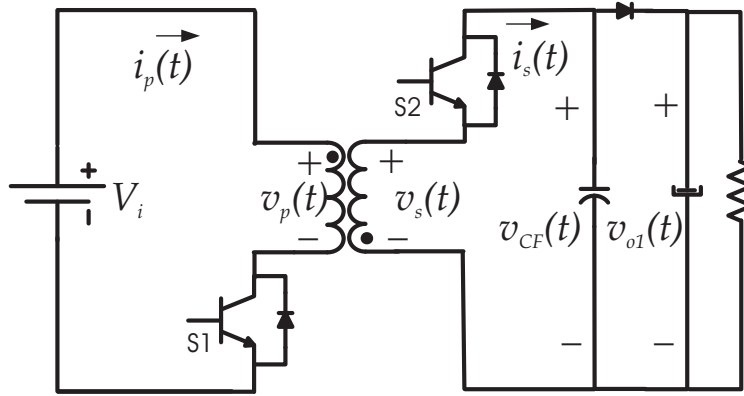 i_p(t)
i_s(t)
S2
+ + + +
V_i
+
-
v_p(t)
v_s(t)
v_CF(t)
v_o1(t)
− − − −
S1